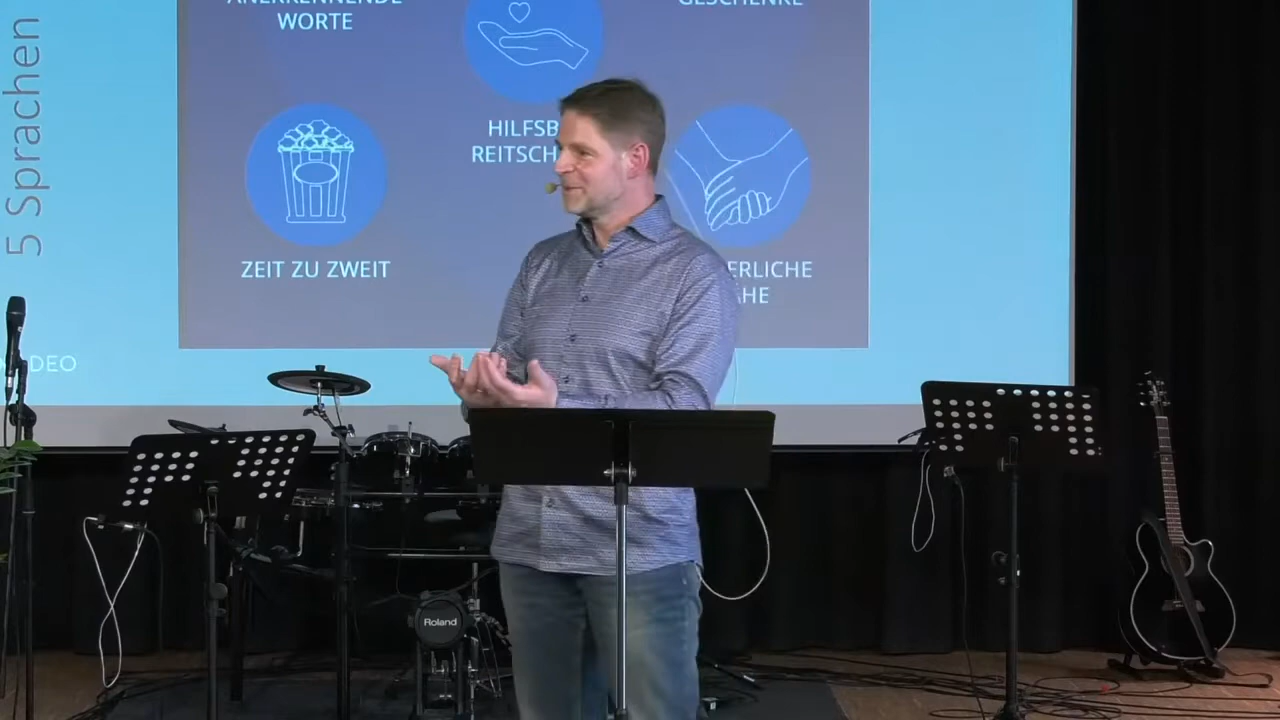 5 Sprachen
WORTE
GESCHENKE
HILFSB
REITSCH
ZEIT ZU ZWEIT
ERLICHE
ÄHE
DEO
Roland